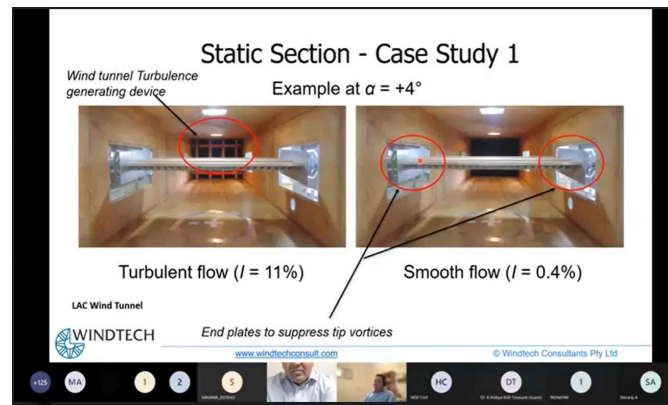 Static Section - Case Study 1
Wind tunnel Turbulence
generating device
Example at α = +4°
Turbulent flow (I = 11%)
Smooth flow (I = 0.4%)
LAC Wind Tunnel
End plates to suppress tip vortices
WINDTECH
www.windtechconsult.com
© Windtech Consultants Pty Ltd
+125
MA
1
2
S
HC
DT
1
SA